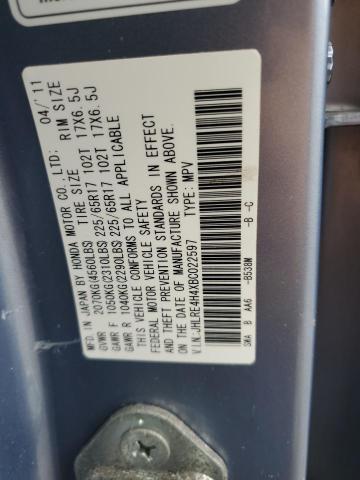 MFD. IN JAPAN BY HONDA MOTOR CO., LTD; 04/'11
TIRE SIZE RIM SIZE
GVWR 2070KG(4560LBS)
GAWR F 1050KG(2310LBS) 225/65R17 102T 17X6.5J
GAWR R 1040KG(2290LBS) 225/65R17 102T 17X6.5J
THIS VEHICLE CONFORMS TO ALL APPLICABLE
FEDERAL MOTOR VEHICLE SAFETY
AND THEFT PREVENTION STANDARDS IN EFFECT
ON THE DATE OF MANUFACTURE SHOWN ABOVE.
V.I.N:JHLRE4H4XBC022597 TYPE: MPV
SWA B AA6 -B538M -B -C